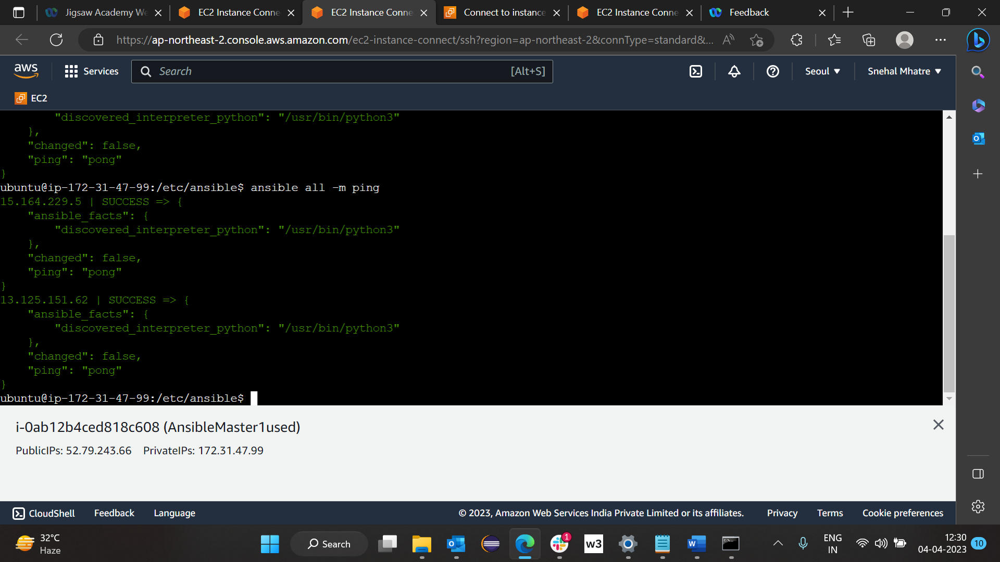 Jigsaw Academy We
EC2 Instance Conne
EC2 Instance Conne
Connect to instance
EC2 Instance Conne
Feedback
https://ap-northeast-2.console.aws.amazon.com/ec2-instance-connect/ssh?region=ap-northeast-2&connType=standard&...
aws
Services
Search
[Alt+S]
Seoul
Snehal Mhatre
EC2
"discovered_interpreter_python": "/usr/bin/python3"
},
"changed": false,
"ping": "pong"
}
ubuntu@ip-172-31-47-99:/etc/ansible$ ansible all -m ping
15.164.229.5 | SUCCESS => {
"ansible_facts": {
"discovered_interpreter_python": "/usr/bin/python3"
},
"changed": false,
"ping": "pong"
}
13.125.151.62 | SUCCESS => {
"ansible_facts": {
"discovered_interpreter_python": "/usr/bin/python3"
},
"changed": false,
"ping": "pong"
}
ubuntu@ip-172-31-47-99:/etc/ansible$
i-0ab12b4ced818c608 (AnsibleMaster1used)
PublicIPs: 52.79.243.66 PrivateIPs: 172.31.47.99
CloudShell Feedback Language © 2023, Amazon Web Services India Private Limited or its affiliates. Privacy Terms Cookie preferences
32°C
Haze
Search
1
w3
ENG
IN
12:30
04-04-2023
10